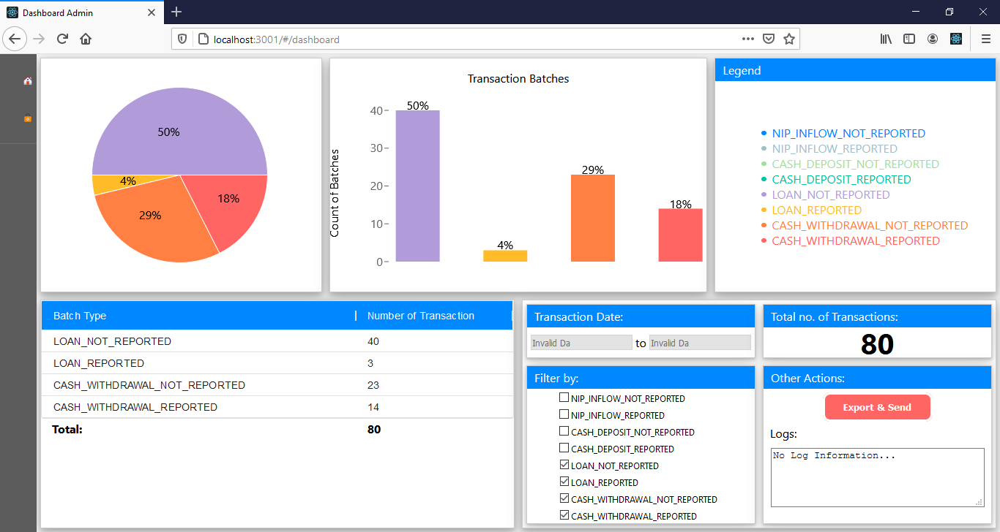 Dashboard Admin
localhost:3001/#/dashboard
50%
4%
18%
29%
Transaction Batches
Count of Batches
40
30
20
10
0
50%
4%
29%
18%
Legend
NIP_INFLOW_NOT_REPORTED
NIP_INFLOW_REPORTED
CASH_DEPOSIT_NOT_REPORTED
CASH_DEPOSIT_REPORTED
LOAN_NOT_REPORTED
LOAN_REPORTED
CASH_WITHDRAWAL_NOT_REPORTED
CASH_WITHDRAWAL_REPORTED
Batch Type Number of Transaction
LOAN_NOT_REPORTED 40
LOAN_REPORTED 3
CASH_WITHDRAWAL_NOT_REPORTED 23
CASH_WITHDRAWAL_REPORTED 14
Total: 80
Transaction Date:
Invalid Da to Invalid Da
Total no. of Transactions:
80
Filter by:
NIP_INFLOW_NOT_REPORTED
NIP_INFLOW_REPORTED
CASH_DEPOSIT_NOT_REPORTED
CASH_DEPOSIT_REPORTED
LOAN_NOT_REPORTED
LOAN_REPORTED
CASH_WITHDRAWAL_NOT_REPORTED
CASH_WITHDRAWAL_REPORTED
Other Actions:
Export & Send
Logs:
No Log Information...